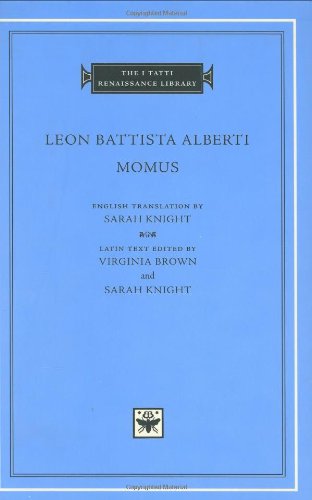 THE I TATTI
RENAISSANCE LIBRARY
LEON BATTISTA ALBERTI
MOMUS
ENGLISH TRANSLATION BY
SARAH KNIGHT
LATIN TEXT EDITED BY
VIRGINIA BROWN
and
SARAH KNIGHT